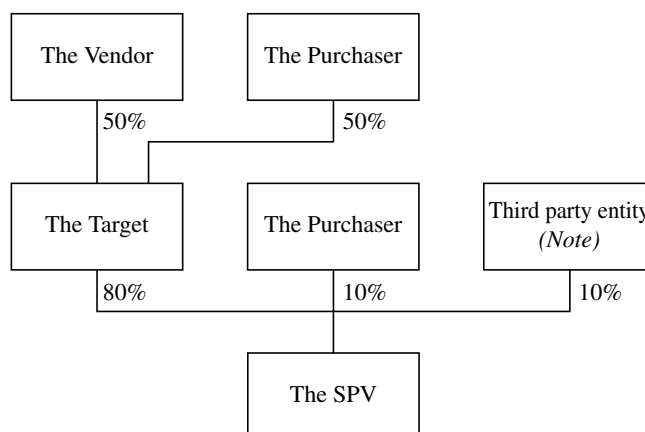 The Vendor
The Purchaser
50%
50%
The Target
The Purchaser
Third party entity
(Note)
80%
10%
10%
The SPV